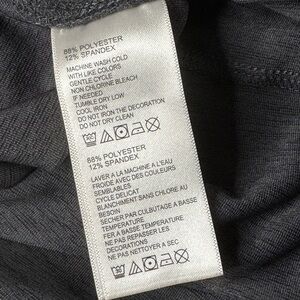 88% POLYESTER
12% SPANDEX
MACHINE WASH COLD
WITH LIKE COLORS
GENTLE CYCLE
NON CHLORINE BLEACH
IF NEEDED
TUMBLE DRY LOW
COOL IRON
DO NOT IRON THE DECORATION
DO NOT DRY CLEAN
88% POLYESTER
12% SPANDEX
LAVER A LA MACHINE A L'EAU
FROIDE AVEC DES COULEURS
SEMBLABLES
CYCLE DELICAT
BLANCHIMENT SANS CHLORE AU
BESOIN
SECHER PAR CULBUTAGE A BASSE
TEMPERATURE
FER A BASSE TEMPERATURE
NE PAS REPASSER LES
DECORATIONS
NE PAS NETTOYER A SEC